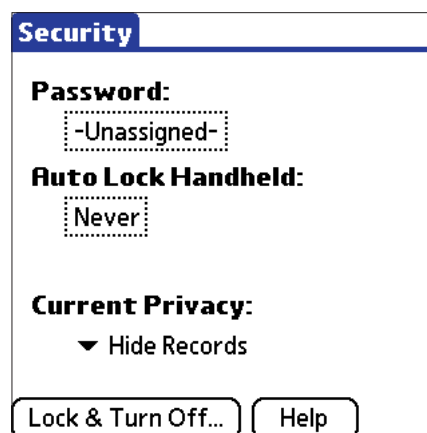 Security
Password:
-Unassigned-
Auto Lock Handheld:
Never
Current Privacy:
Hide Records
Lock & Turn Off...
Help